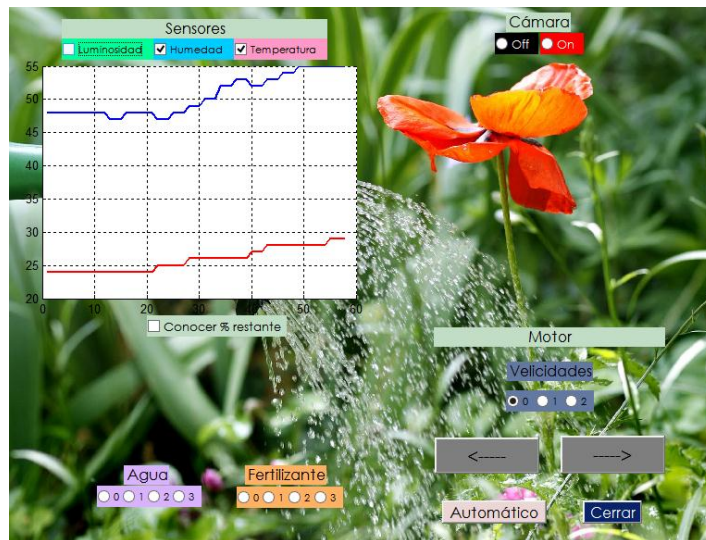 Sensores
Luminosidad Humedad Temperatura
Cámara
Off On
55
50
45
40
35
30
25
20
0 10 20 30 40 50 60
Conocer % restante
Motor
Velicidades
0 1 2
<----- ----->
Agua
0 1 2 3
Fertilizante
0 1 2 3
Automático Cerrar